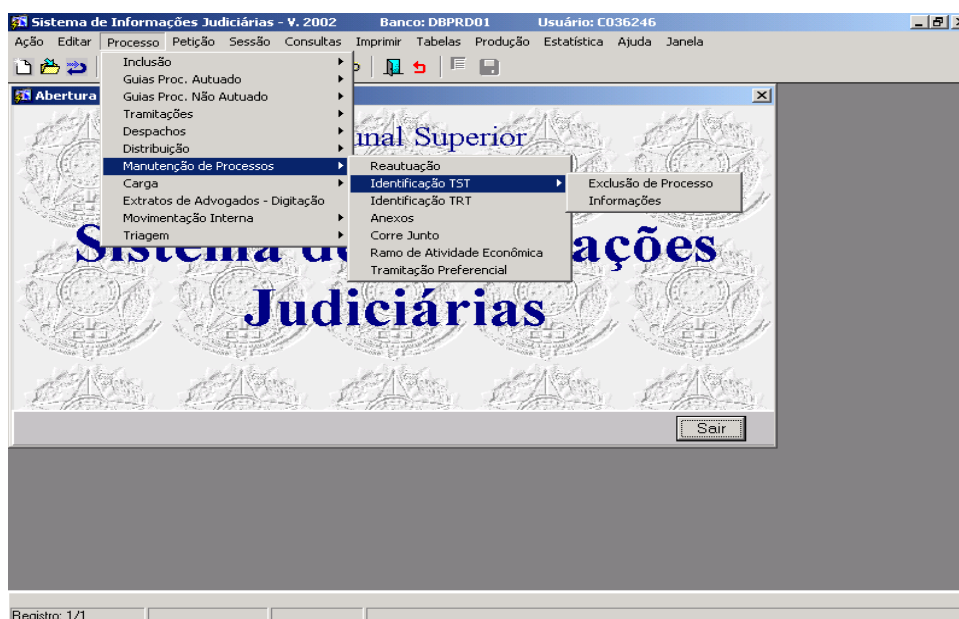 Sistema de Informações Judiciárias - V. 2002 Banco: DBPRD01 Usuário: C036246
Ação Editar Processo Petição Sessão Consultas Imprimir Tabelas Produção Estatística Ajuda Janela
Abertura
Inclusão
Guias Proc. Autuado
Guias Proc. Não Autuado
Tramitações
Despachos
Distribuição
Manutenção de Processos
Carga
Extratos de Advogados - Digitação
Movimentação Interna
Triagem
Reautuação
Identificação TST
Identificação TRT
Anexos
Corre Junto
Ramo de Atividade Econômica
Tramitação Preferencial
Exclusão de Processo
Informações
unal Superior
Sistema de ações
Judiciárias
Sair
Registro: 1/1